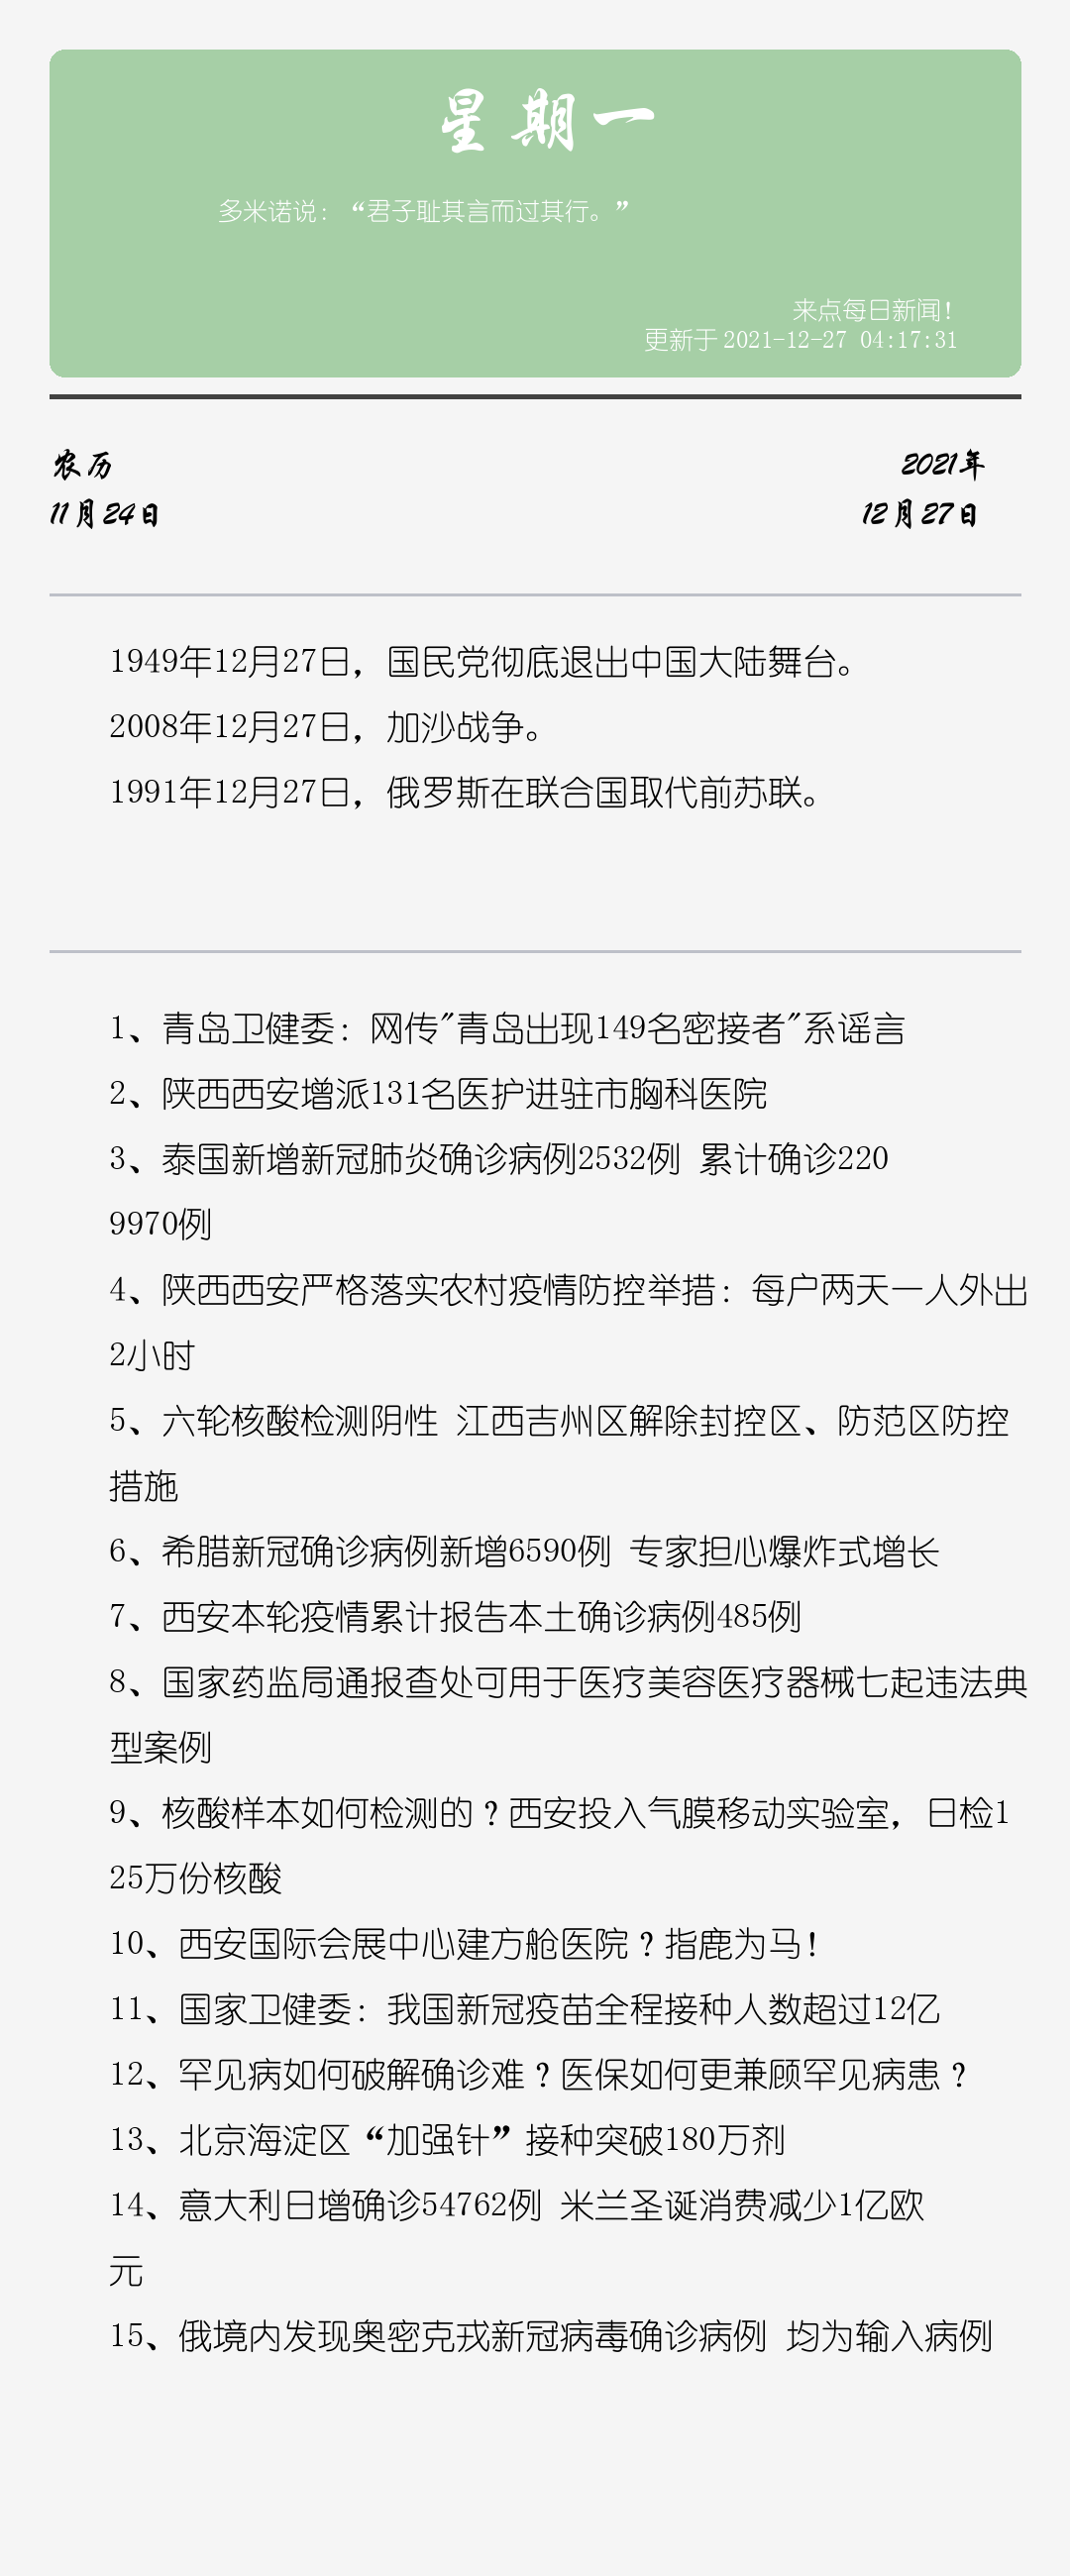 星期一
多米诺说：“君子耻其言而过其行。”
来点每日新闻！
更新于 2021-12-27 04:17:31
农历
2021年
11月24日
12月27日
1949年12月27日，国民党彻底退出中国大陆舞台。
2008年12月27日，加沙战争。
1991年12月27日，俄罗斯在联合国取代前苏联。
1、青岛卫健委：网传"青岛出现149名密接者"系谣言
2、陕西西安增派131名医护进驻市胸科医院
3、泰国新增新冠肺炎确诊病例2532例 累计确诊220
9970例
4、陕西西安严格落实农村疫情防控举措：每户两天一人外出
2小时
5、六轮核酸检测阴性 江西吉州区解除封控区、防范区防控
措施
6、希腊新冠确诊病例新增6590例 专家担心爆炸式增长
7、西安本轮疫情累计报告本土确诊病例485例
8、国家药监局通报查处可用于医疗美容医疗器械七起违法典
型案例
9、核酸样本如何检测的？西安投入气膜移动实验室，日检1
25万份核酸
10、西安国际会展中心建方舱医院？指鹿为马！
11、国家卫健委：我国新冠疫苗全程接种人数超过12亿
12、罕见病如何破解确诊难？医保如何更兼顾罕见病患？
13、北京海淀区“加强针”接种突破180万剂
14、意大利日增确诊54762例 米兰圣诞消费减少1亿欧
元
15、俄境内发现奥密克戎新冠病毒确诊病例 均为输入病例